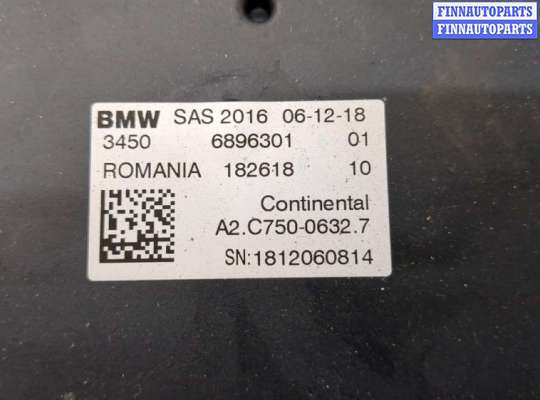 FINNAUTOPARTS
FINNAUTOPARTS
BMW SAS 2016 06-12-18
3450 6896301 01
ROMANIA 182618 10
Continental
A2.C750-0632.7
SN:1812060814